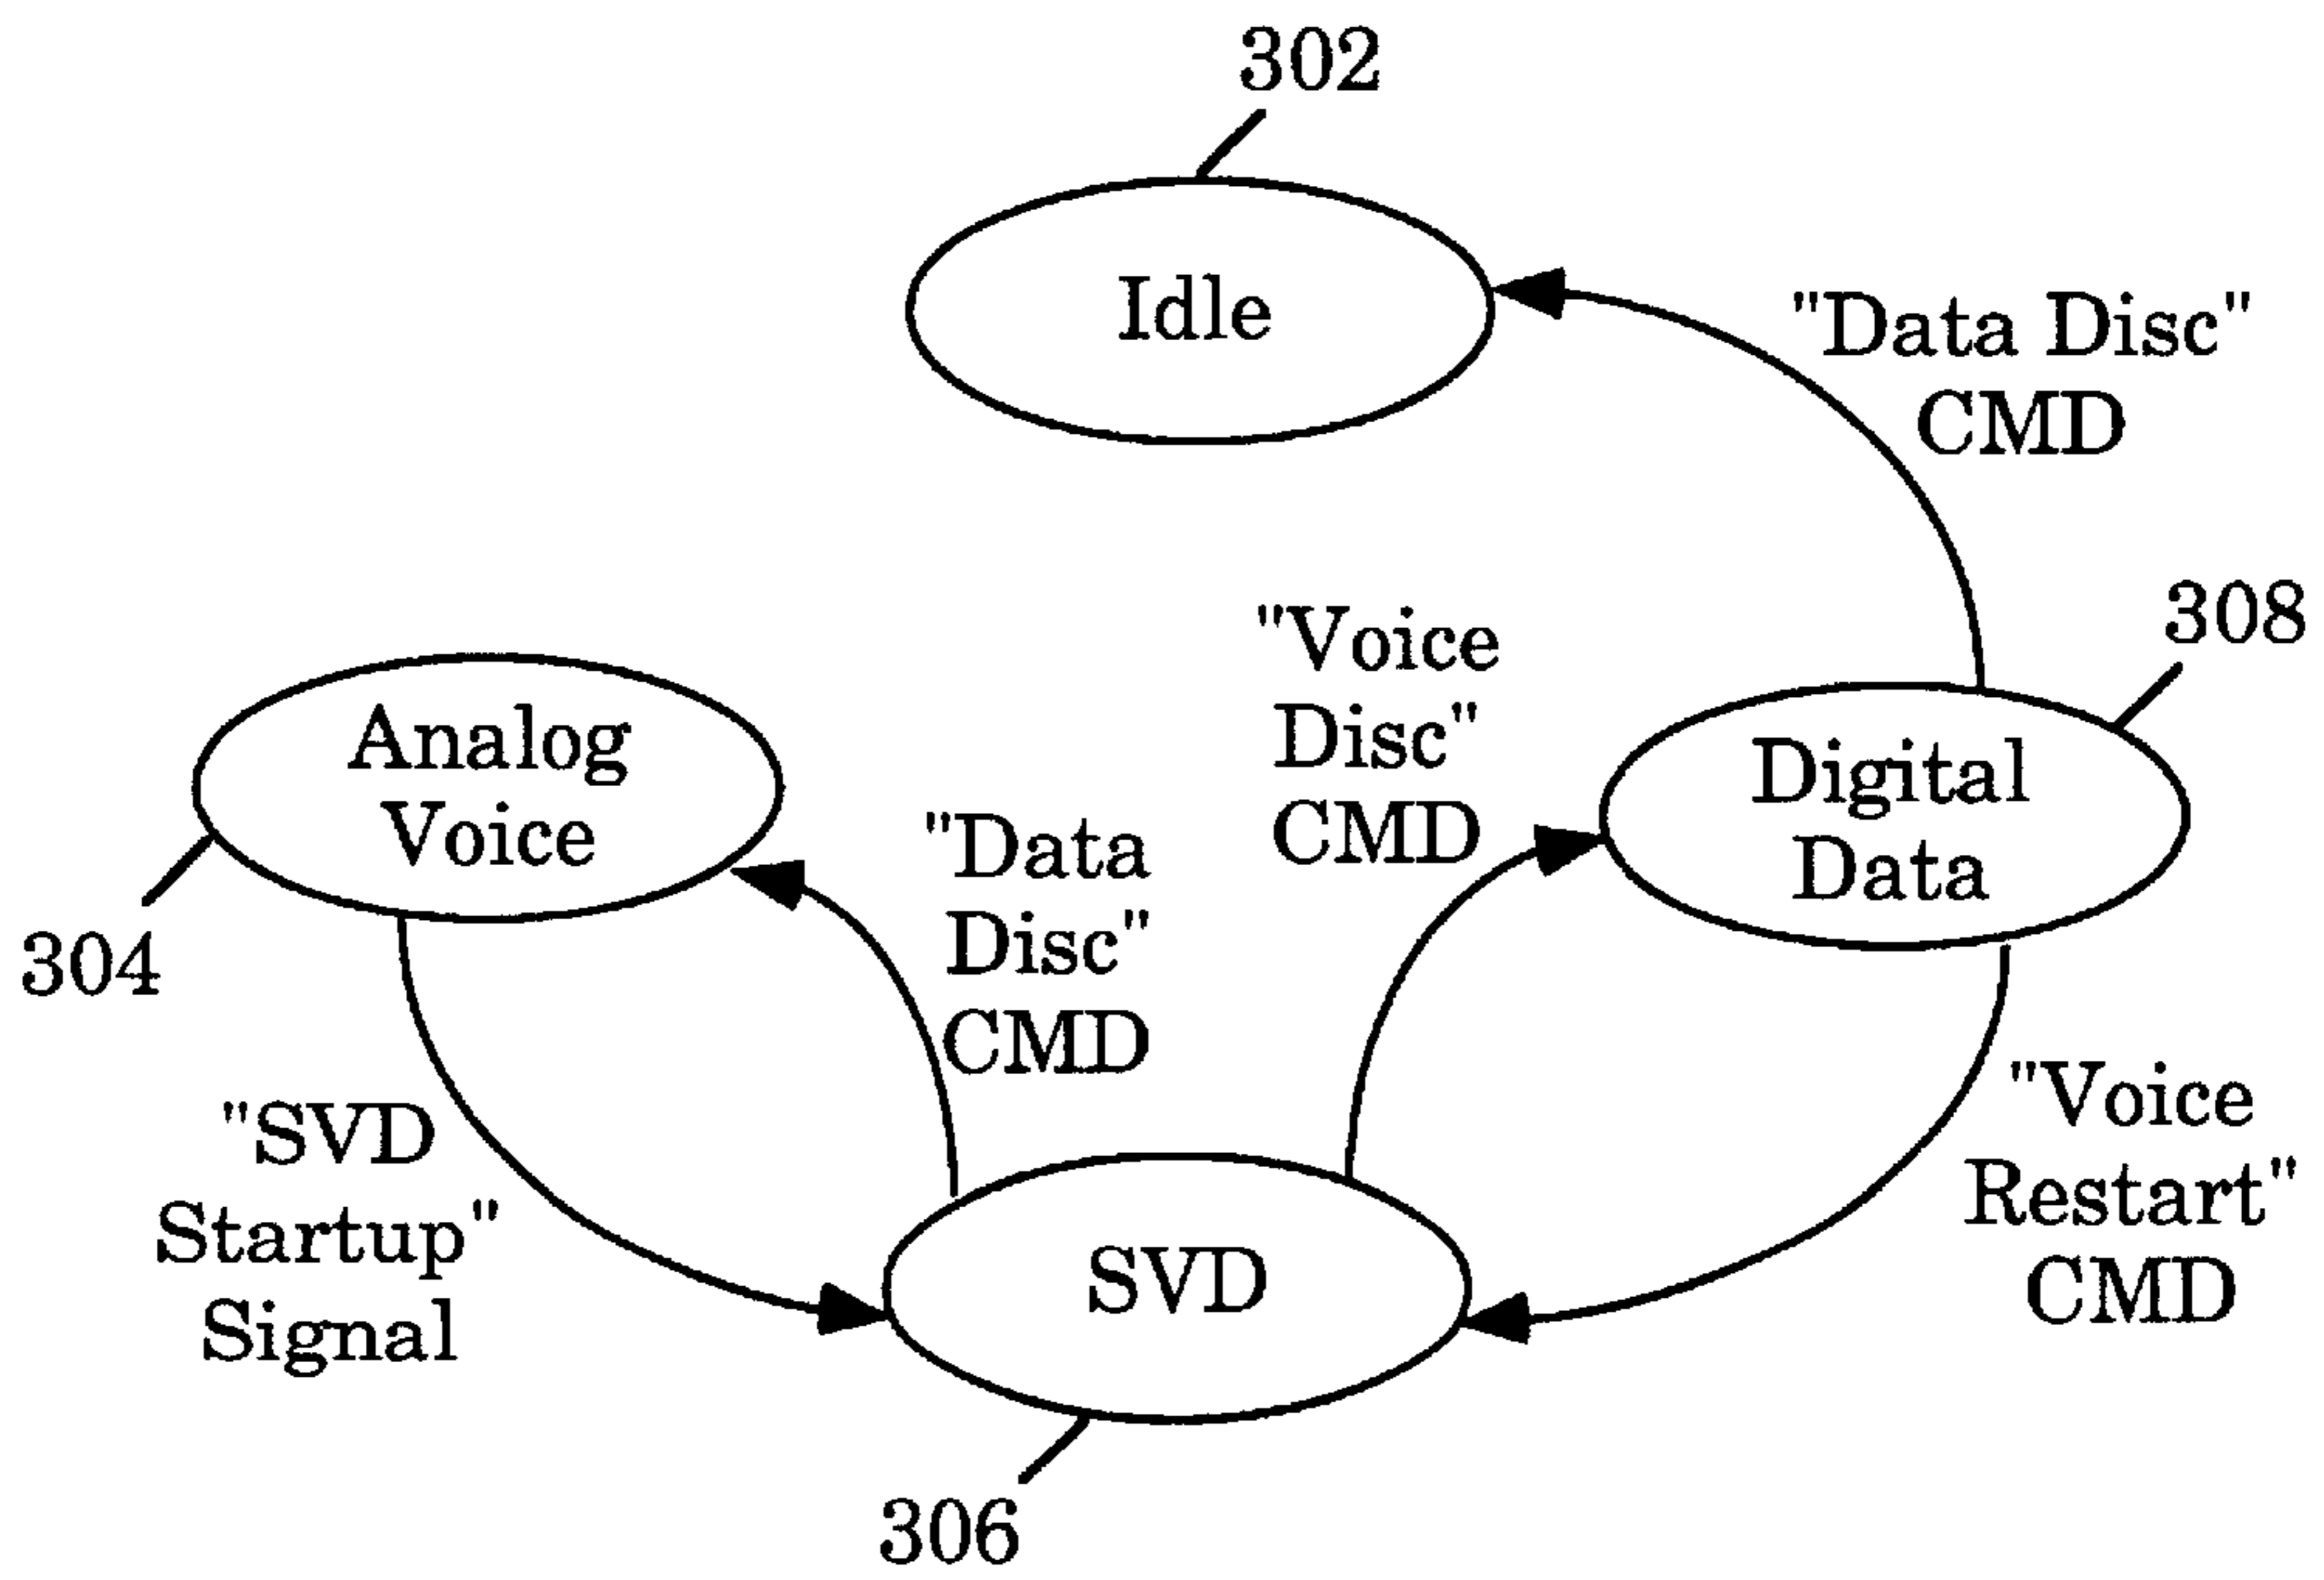 302
Idle
"Data Disc"
CMD
308
"Voice
Disc"
CMD
Analog
Voice
Digital
Data
"Data
Disc"
CMD
304
"SVD
Startup"
Signal
"Voice
Restart"
CMD
SVD
306